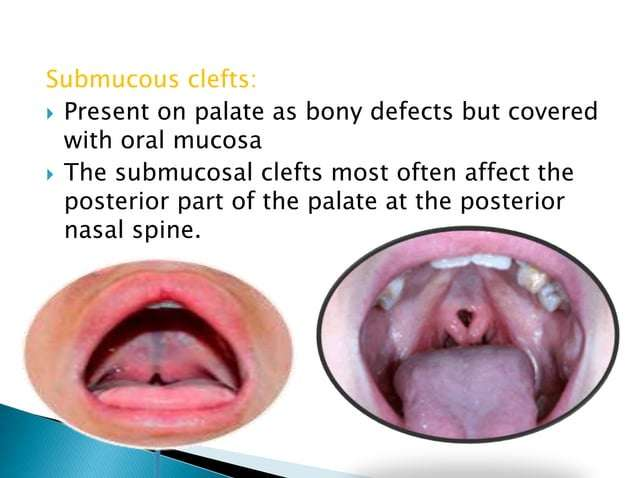 Submucous clefts:
Present on palate as bony defects but covered
with oral mucosa
The submucosal clefts most often affect the
posterior part of the palate at the posterior
nasal spine.